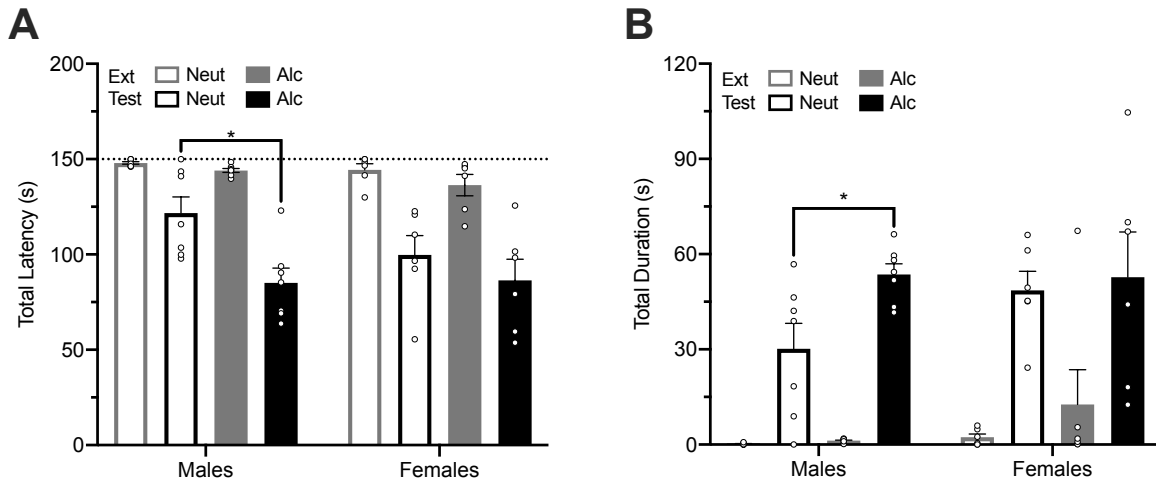 A
B
Total Latency (s)
200
150
100
50
0
Ext Neut Alc
Test Neut Alc
*
Males
Females
Total Duration (s)
120
90
60
30
0
Ext Neut Alc
Test Neut Alc
*
Males
Females